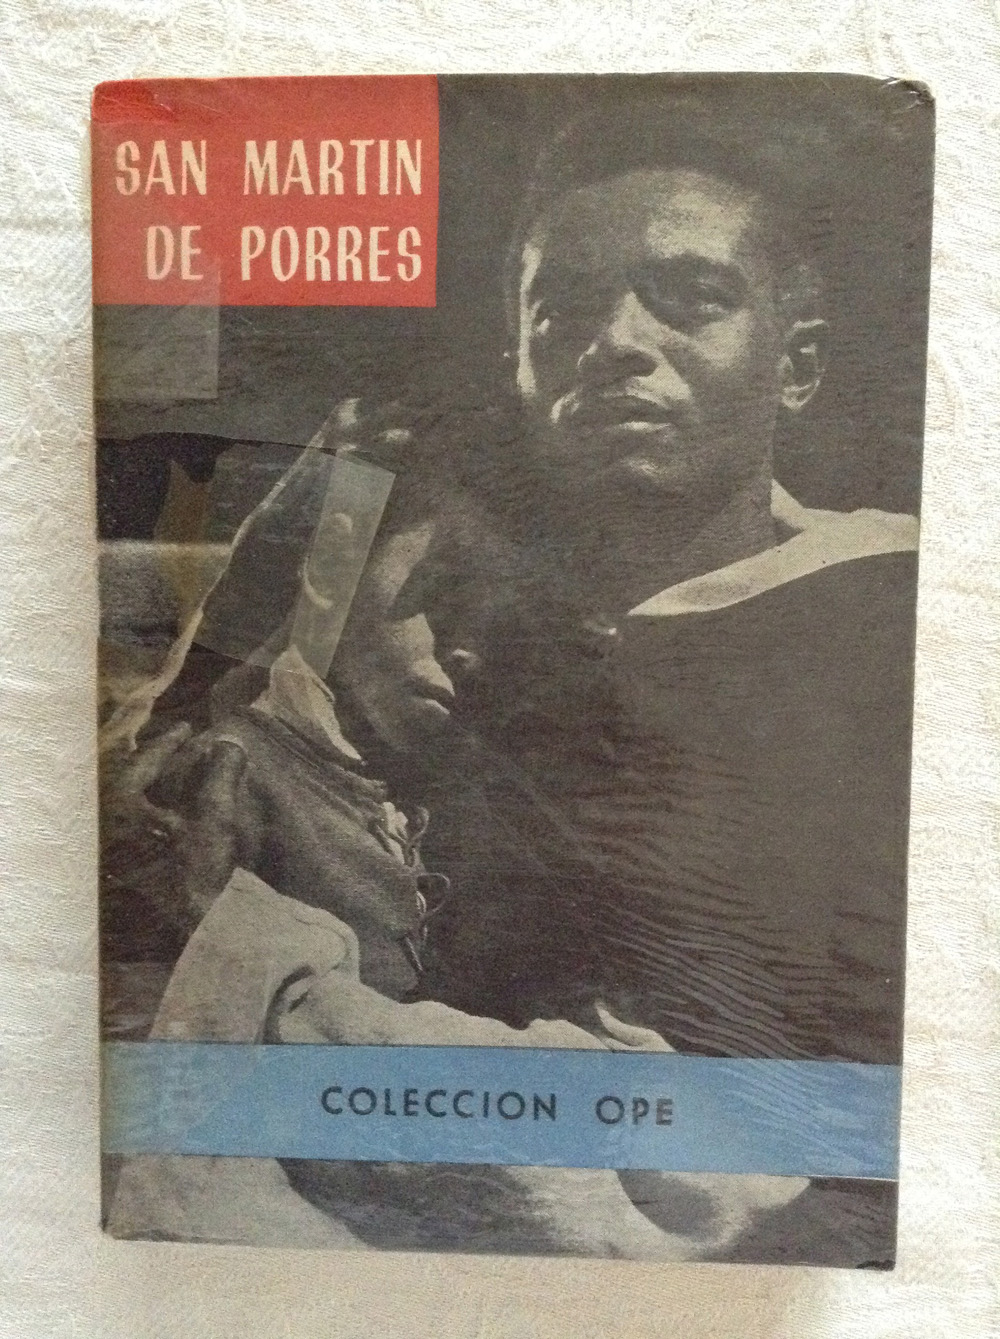 SAN MARTIN
DE PORRES
COLECCION OPE